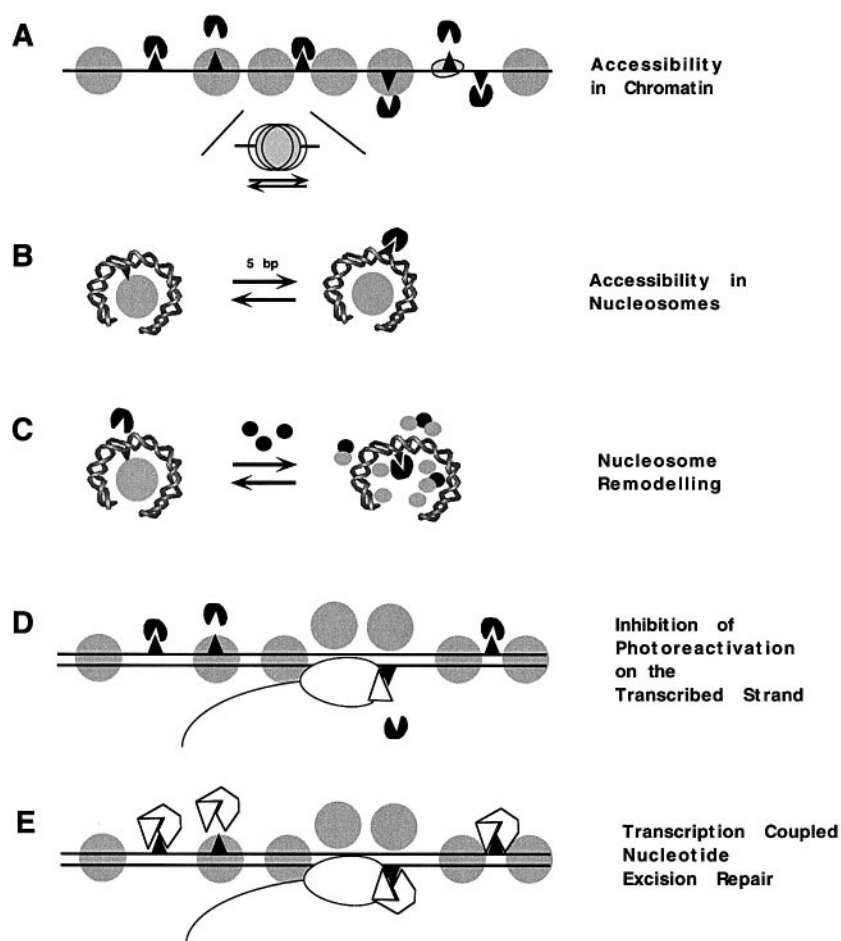 A
Accessibility
in Chromatin
B
5 bp
Accessibility in
Nucleosomes
C
Nucleosome
Remodelling
D
Inhibition of
Photoreactivation
on the
Transcribed Strand
E
Transcription Coupled
Nucleotide
Excision Repair